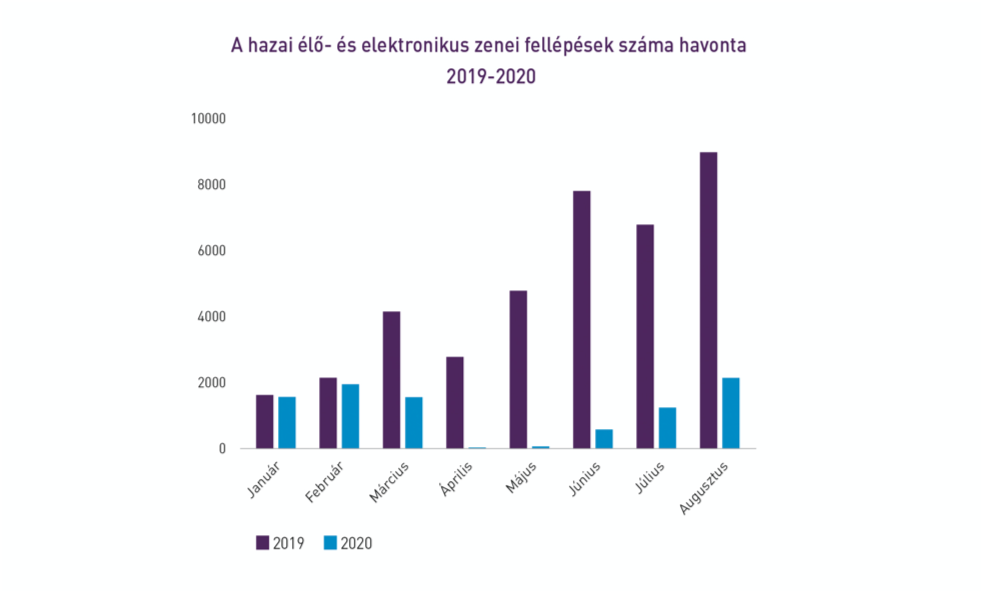 A hazai élő- és elektronikus zenei fellépések száma havonta
2019-2020
10000
8000
6000
4000
2000
0
Január
Február
Március
Április
Május
Június
Július
Augusztus
2019
2020